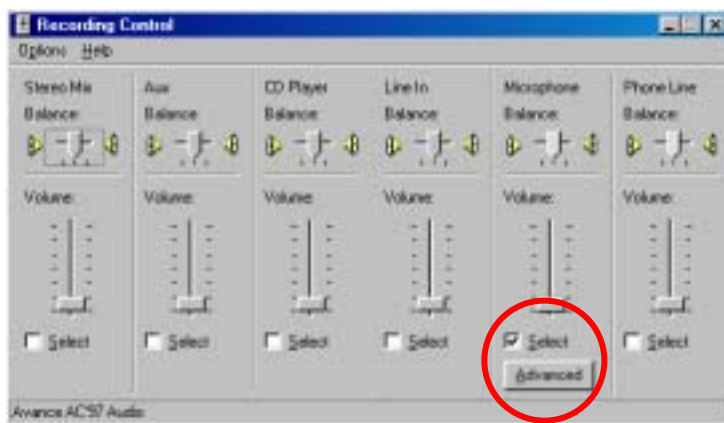 Recording Control
Options Help
Stereo Mix Aux CD Player Line In Microphone Phone Line
Balance: Balance: Balance: Balance: Balance: Balance:
Volume: Volume: Volume: Volume: Volume: Volume:
Select Select Select Select Select Select
Advanced
Avance AC'97 Audio